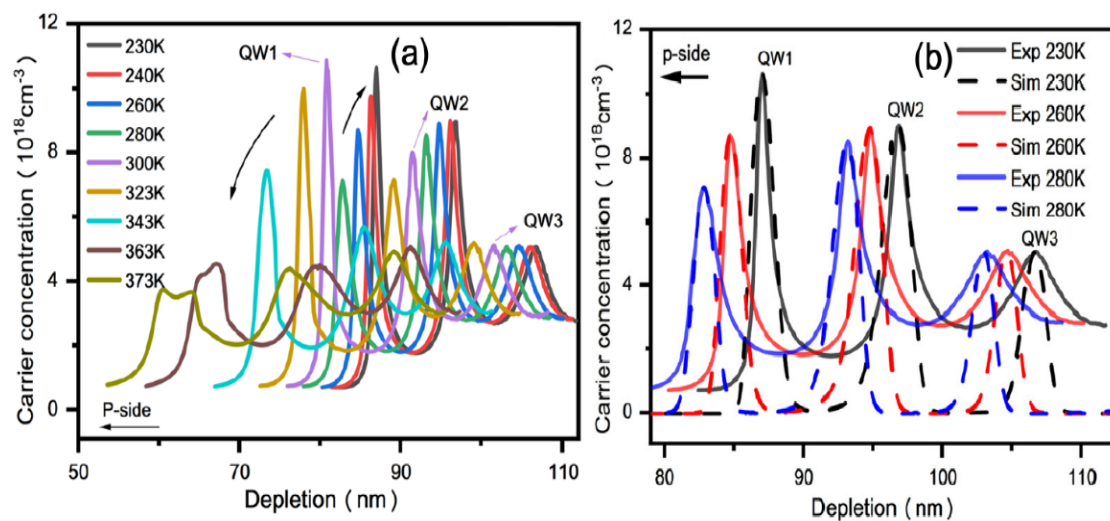 (a)
Carrier concentration ( 10¹⁸cm⁻³ )
12
8
4
0
230K
240K
260K
280K
300K
323K
343K
363K
373K
QW1
QW2
QW3
P-side
50
70
90
110
Depletion ( nm )
(b)
Carrier concentration ( 10¹⁸cm⁻³ )
12
8
4
0
p-side
QW1
QW2
QW3
Exp 230K
Sim 230K
Exp 260K
Sim 260K
Exp 280K
Sim 280K
80
90
100
110
Depletion ( nm )